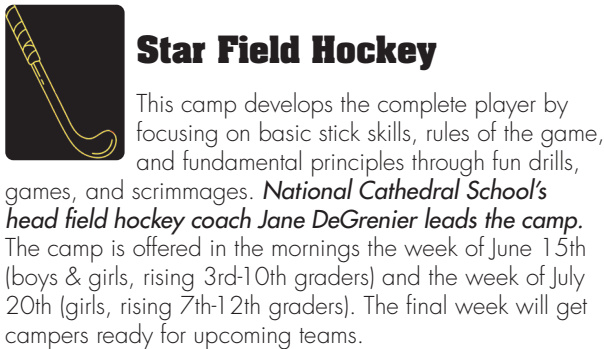 Star Field Hockey
This camp develops the complete player by
focusing on basic stick skills, rules of the game,
and fundamental principles through fun drills,
games, and scrimmages. National Cathedral School's
head field hockey coach Jane DeGrenier leads the camp.
The camp is offered in the mornings the week of June 15th
(boys & girls, rising 3rd-10th graders) and the week of July
20th (girls, rising 7th-12th graders). The final week will get
campers ready for upcoming teams.